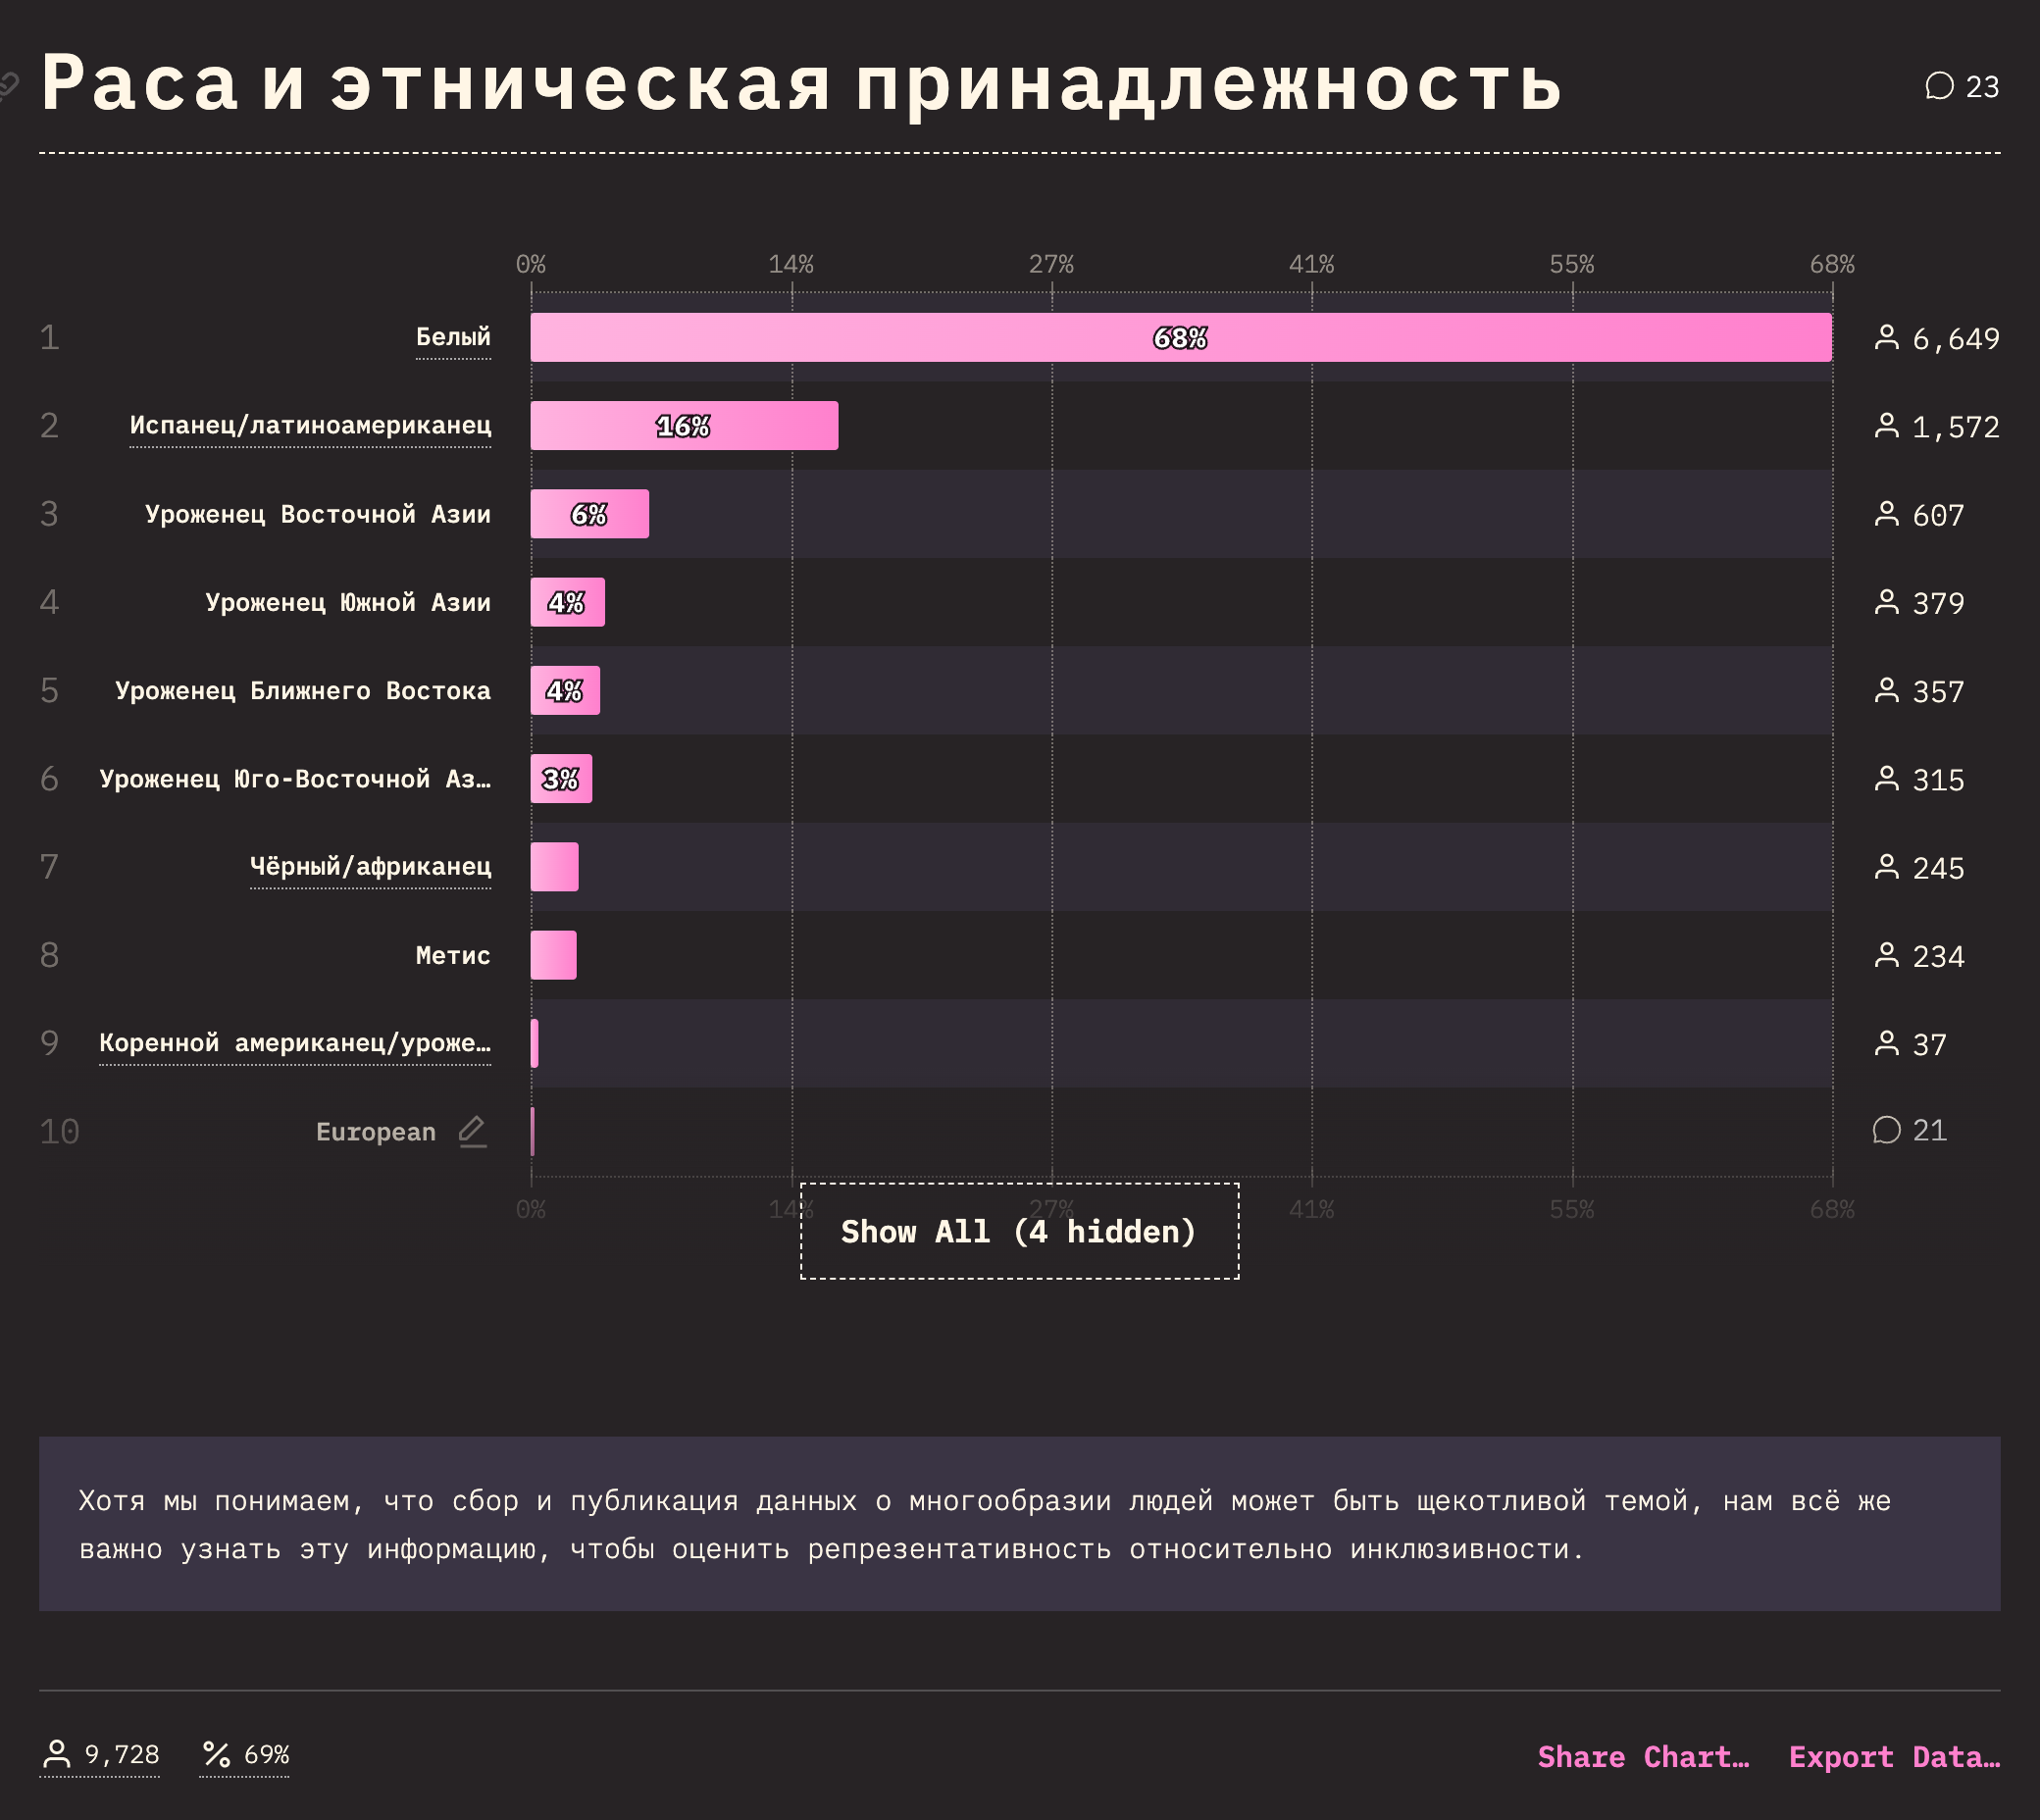 Раса и этническая принадлежность
23
0% 14% 27% 41% 55% 68%
1 Белый 68% 6,649
2 Испанец/латиноамериканец 16% 1,572
3 Уроженец Восточной Азии 6% 607
4 Уроженец Южной Азии 4% 379
5 Уроженец Ближнего Востока 4% 357
6 Уроженец Юго-Восточной Аз… 3% 315
7 Чёрный/африканец 245
8 Метис 234
9 Коренной американец/уроже… 37
10 European 21
0% 14% 27% 41% 55% 68%
Show All (4 hidden)
Хотя мы понимаем, что сбор и публикация данных о многообразии людей может быть щекотливой темой, нам всё же
важно узнать эту информацию, чтобы оценить репрезентативность относительно инклюзивности.
9,728 % 69% Share Chart… Export Data…